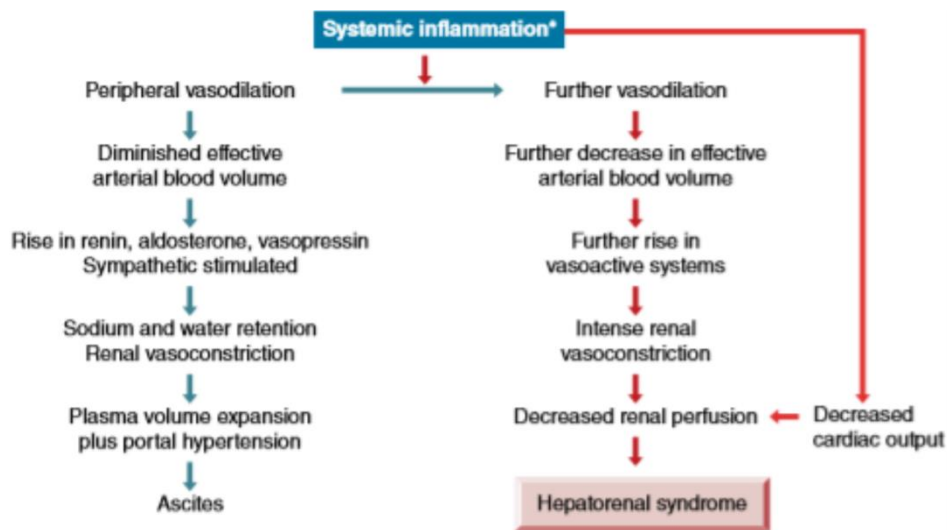 Systemic inflammation*
Peripheral vasodilation
Diminished effective
arterial blood volume
Rise in renin, aldosterone, vasopressin
Sympathetic stimulated
Sodium and water retention
Renal vasoconstriction
Plasma volume expansion
plus portal hypertension
Ascites
Further vasodilation
Further decrease in effective
arterial blood volume
Further rise in
vasoactive systems
Intense renal
vasoconstriction
Decreased renal perfusion
Decreased
cardiac output
Hepatorenal syndrome